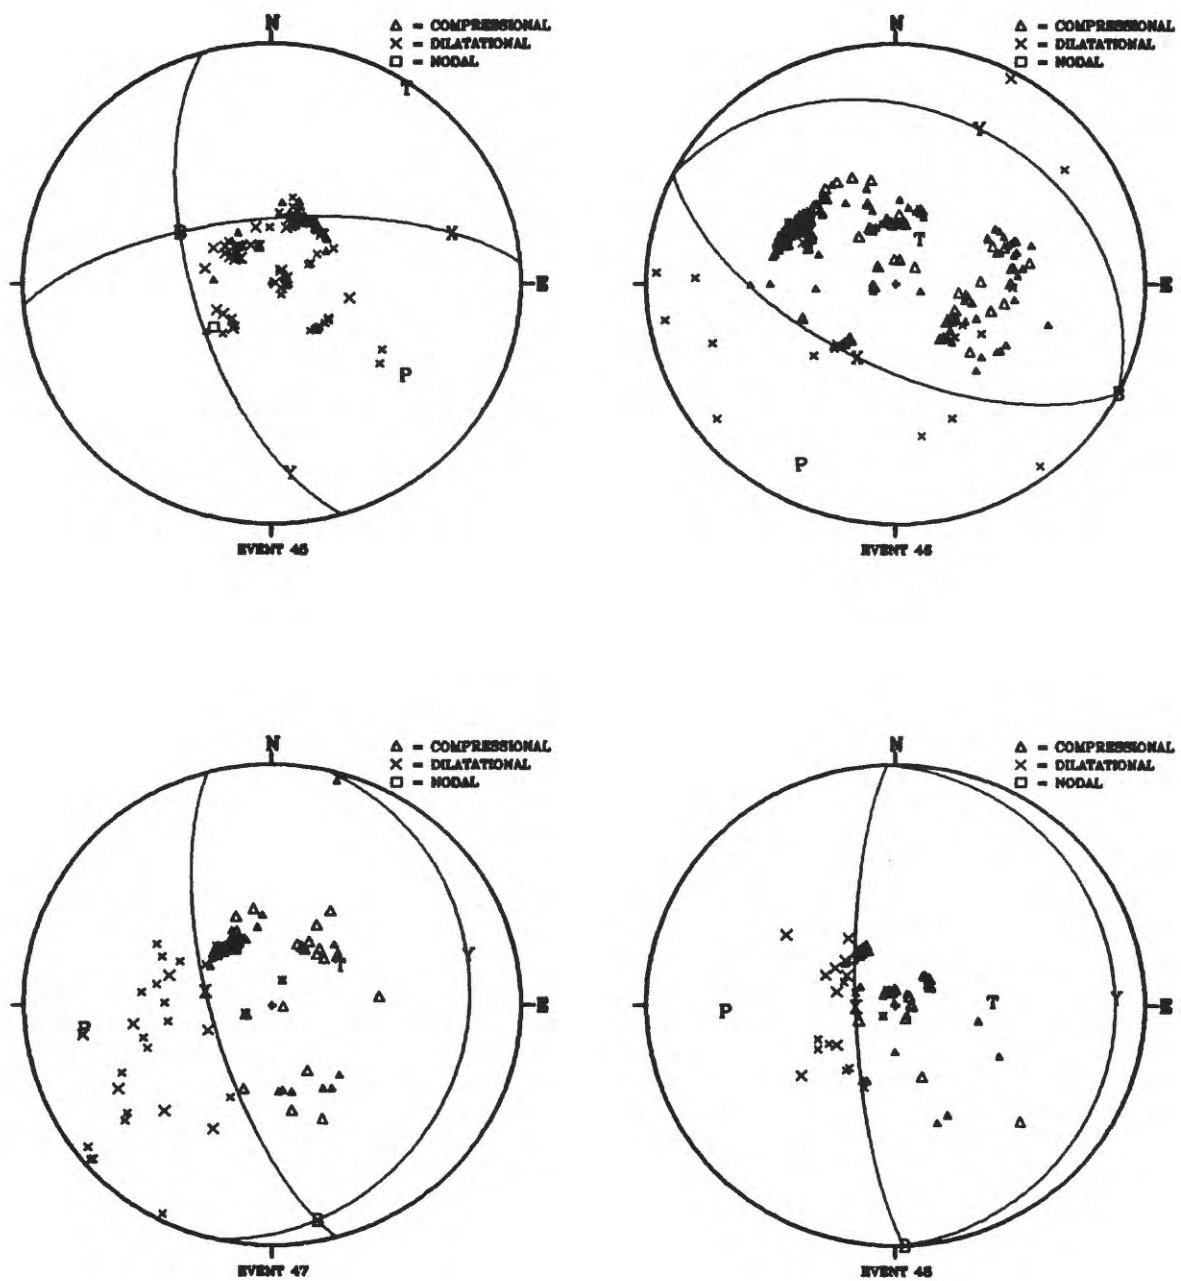 N
△ = COMPRESSIONAL
X = DILATATIONAL
□ = NODAL
T
B
X
E
P
Y
EVENT 45
N
△ = COMPRESSIONAL
X = DILATATIONAL
□ = NODAL
Y
T
E
X
B
P
EVENT 46
N
△ = COMPRESSIONAL
X = DILATATIONAL
□ = NODAL
Y
T
E
P
B
EVENT 47
N
△ = COMPRESSIONAL
X = DILATATIONAL
□ = NODAL
P
T
Y
E
B
EVENT 48